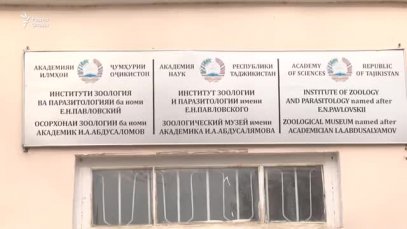 Радиои Озодӣ
АКАДЕМИЯИ ИЛМҲОИ
ҶУМҲУРИИ ТОҶИКИСТОН
ИНСТИТУТИ ЗООЛОГИЯ
ВА ПАРАЗИТОЛОГИЯИ ба номи
Е.Н.ПАВЛОВСКИЙ
ОСОРХОНАИ ЗООЛОГИИ ба номи
АКАДЕМИК И.А.АБДУСАЛОМОВ
АКАДЕМИЯ НАУК
РЕСПУБЛИКИ ТАДЖИКИСТАН
ИНСТИТУТ ЗООЛОГИИ
И ПАРАЗИТОЛОГИИ имени
Е.Н.ПАВЛОВСКОГО
ЗООЛОГИЧЕСКИЙ МУЗЕЙ имени
АКАДЕМИКА И.А.АБДУСАЛЯМОВА
ACADEMY OF SCIENCES
REPUBLIC OF TAJIKISTAN
INSTITUTE OF ZOOLOGY
AND PARASITOLOGY named after
E.N.PAVLOVSKII
ZOOLOGICAL MUSEUM named after
ACADEMICIAN I.A.ABDUSALYAMOV